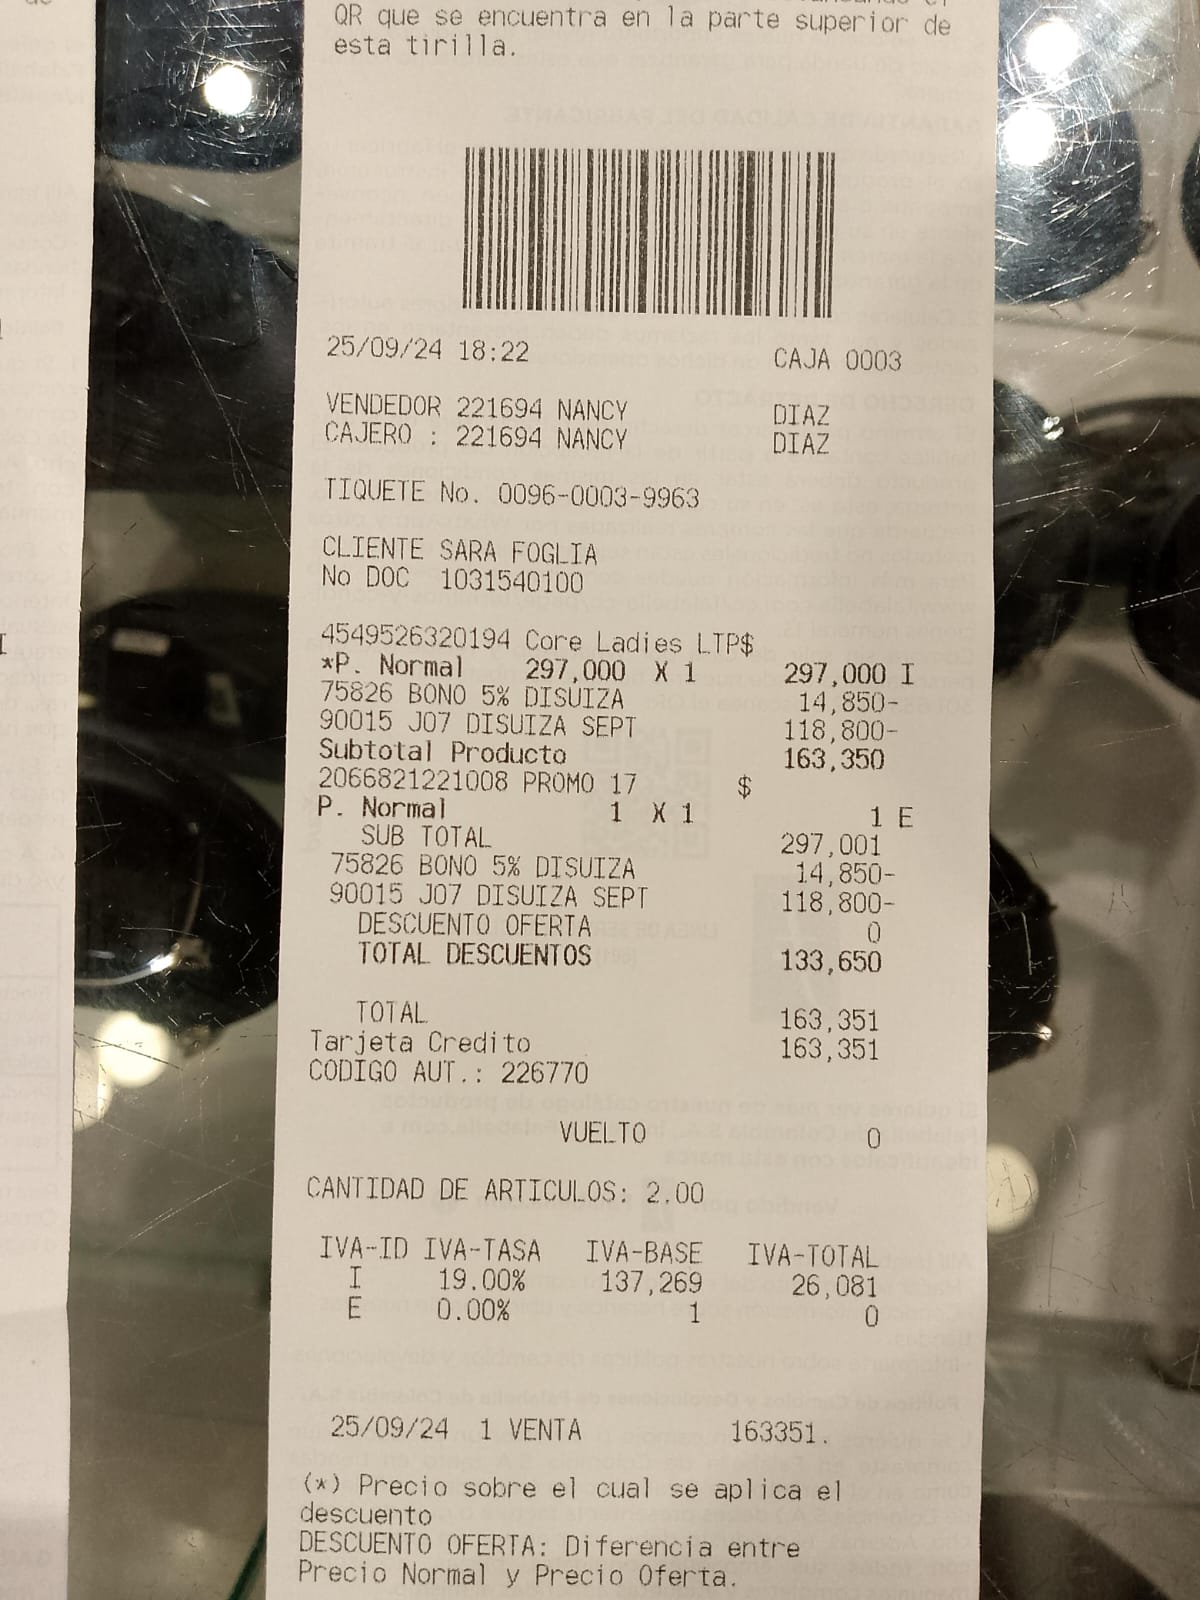 QR que se encuentra en la parte superior de
esta tirilla.
25/09/24 18:22 CAJA 0003
VENDEDOR 221694 NANCY DIAZ
CAJERO : 221694 NANCY DIAZ
TIQUETE No. 0096-0003-9963
CLIENTE SARA FOGLIA
No DOC 1031540100
4549526320194 Core Ladies LTP$
*P. Normal 297,000 X 1 297,000 I
75826 BONO 5% DISUIZA 14,850-
90015 J07 DISUIZA SEPT 118,800-
Subtotal Producto 163,350
2066821221008 PROMO 17 $
P. Normal 1 X 1 1 E
SUB TOTAL 297,001
75826 BONO 5% DISUIZA 14,850-
90015 J07 DISUIZA SEPT 118,800-
DESCUENTO OFERTA 0
TOTAL DESCUENTOS 133,650
TOTAL 163,351
Tarjeta Credito 163,351
CODIGO AUT.: 226770
VUELTO 0
CANTIDAD DE ARTICULOS: 2.00
IVA-ID IVA-TASA IVA-BASE IVA-TOTAL
I 19.00% 137,269 26,081
E 0.00% 1 0
25/09/24 1 VENTA 163351.
(*) Precio sobre el cual se aplica el
descuento
DESCUENTO OFERTA: Diferencia entre
Precio Normal y Precio Oferta.